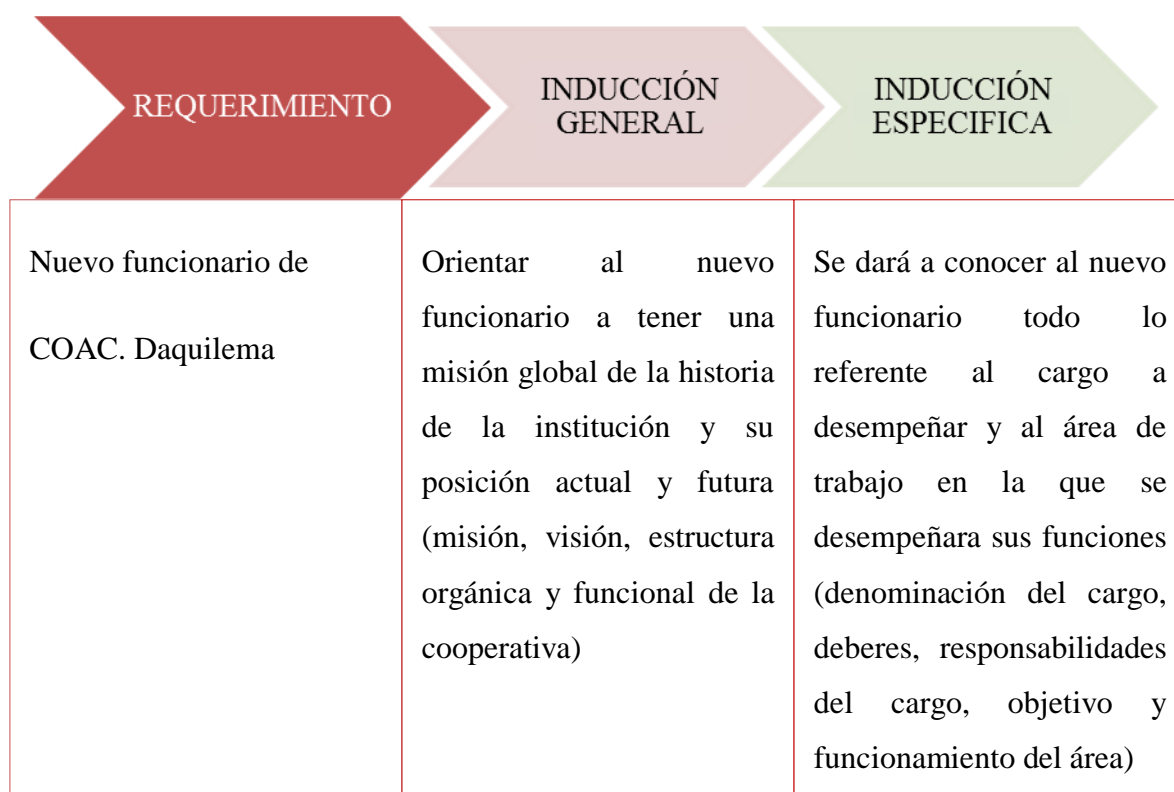 REQUERIMIENTO
INDUCCIÓN
GENERAL
INDUCCIÓN
ESPECIFICA
Nuevo funcionario de
COAC. Daquilema
Orientar al nuevo
funcionario a tener una
misión global de la historia
de la institución y su
posición actual y futura
(misión, visión, estructura
orgánica y funcional de la
cooperativa)
Se dará a conocer al nuevo
funcionario todo lo
referente al cargo a
desempeñar y al área de
trabajo en la que se
desempeñara sus funciones
(denominación del cargo,
deberes, responsabilidades
del cargo, objetivo y
funcionamiento del área)